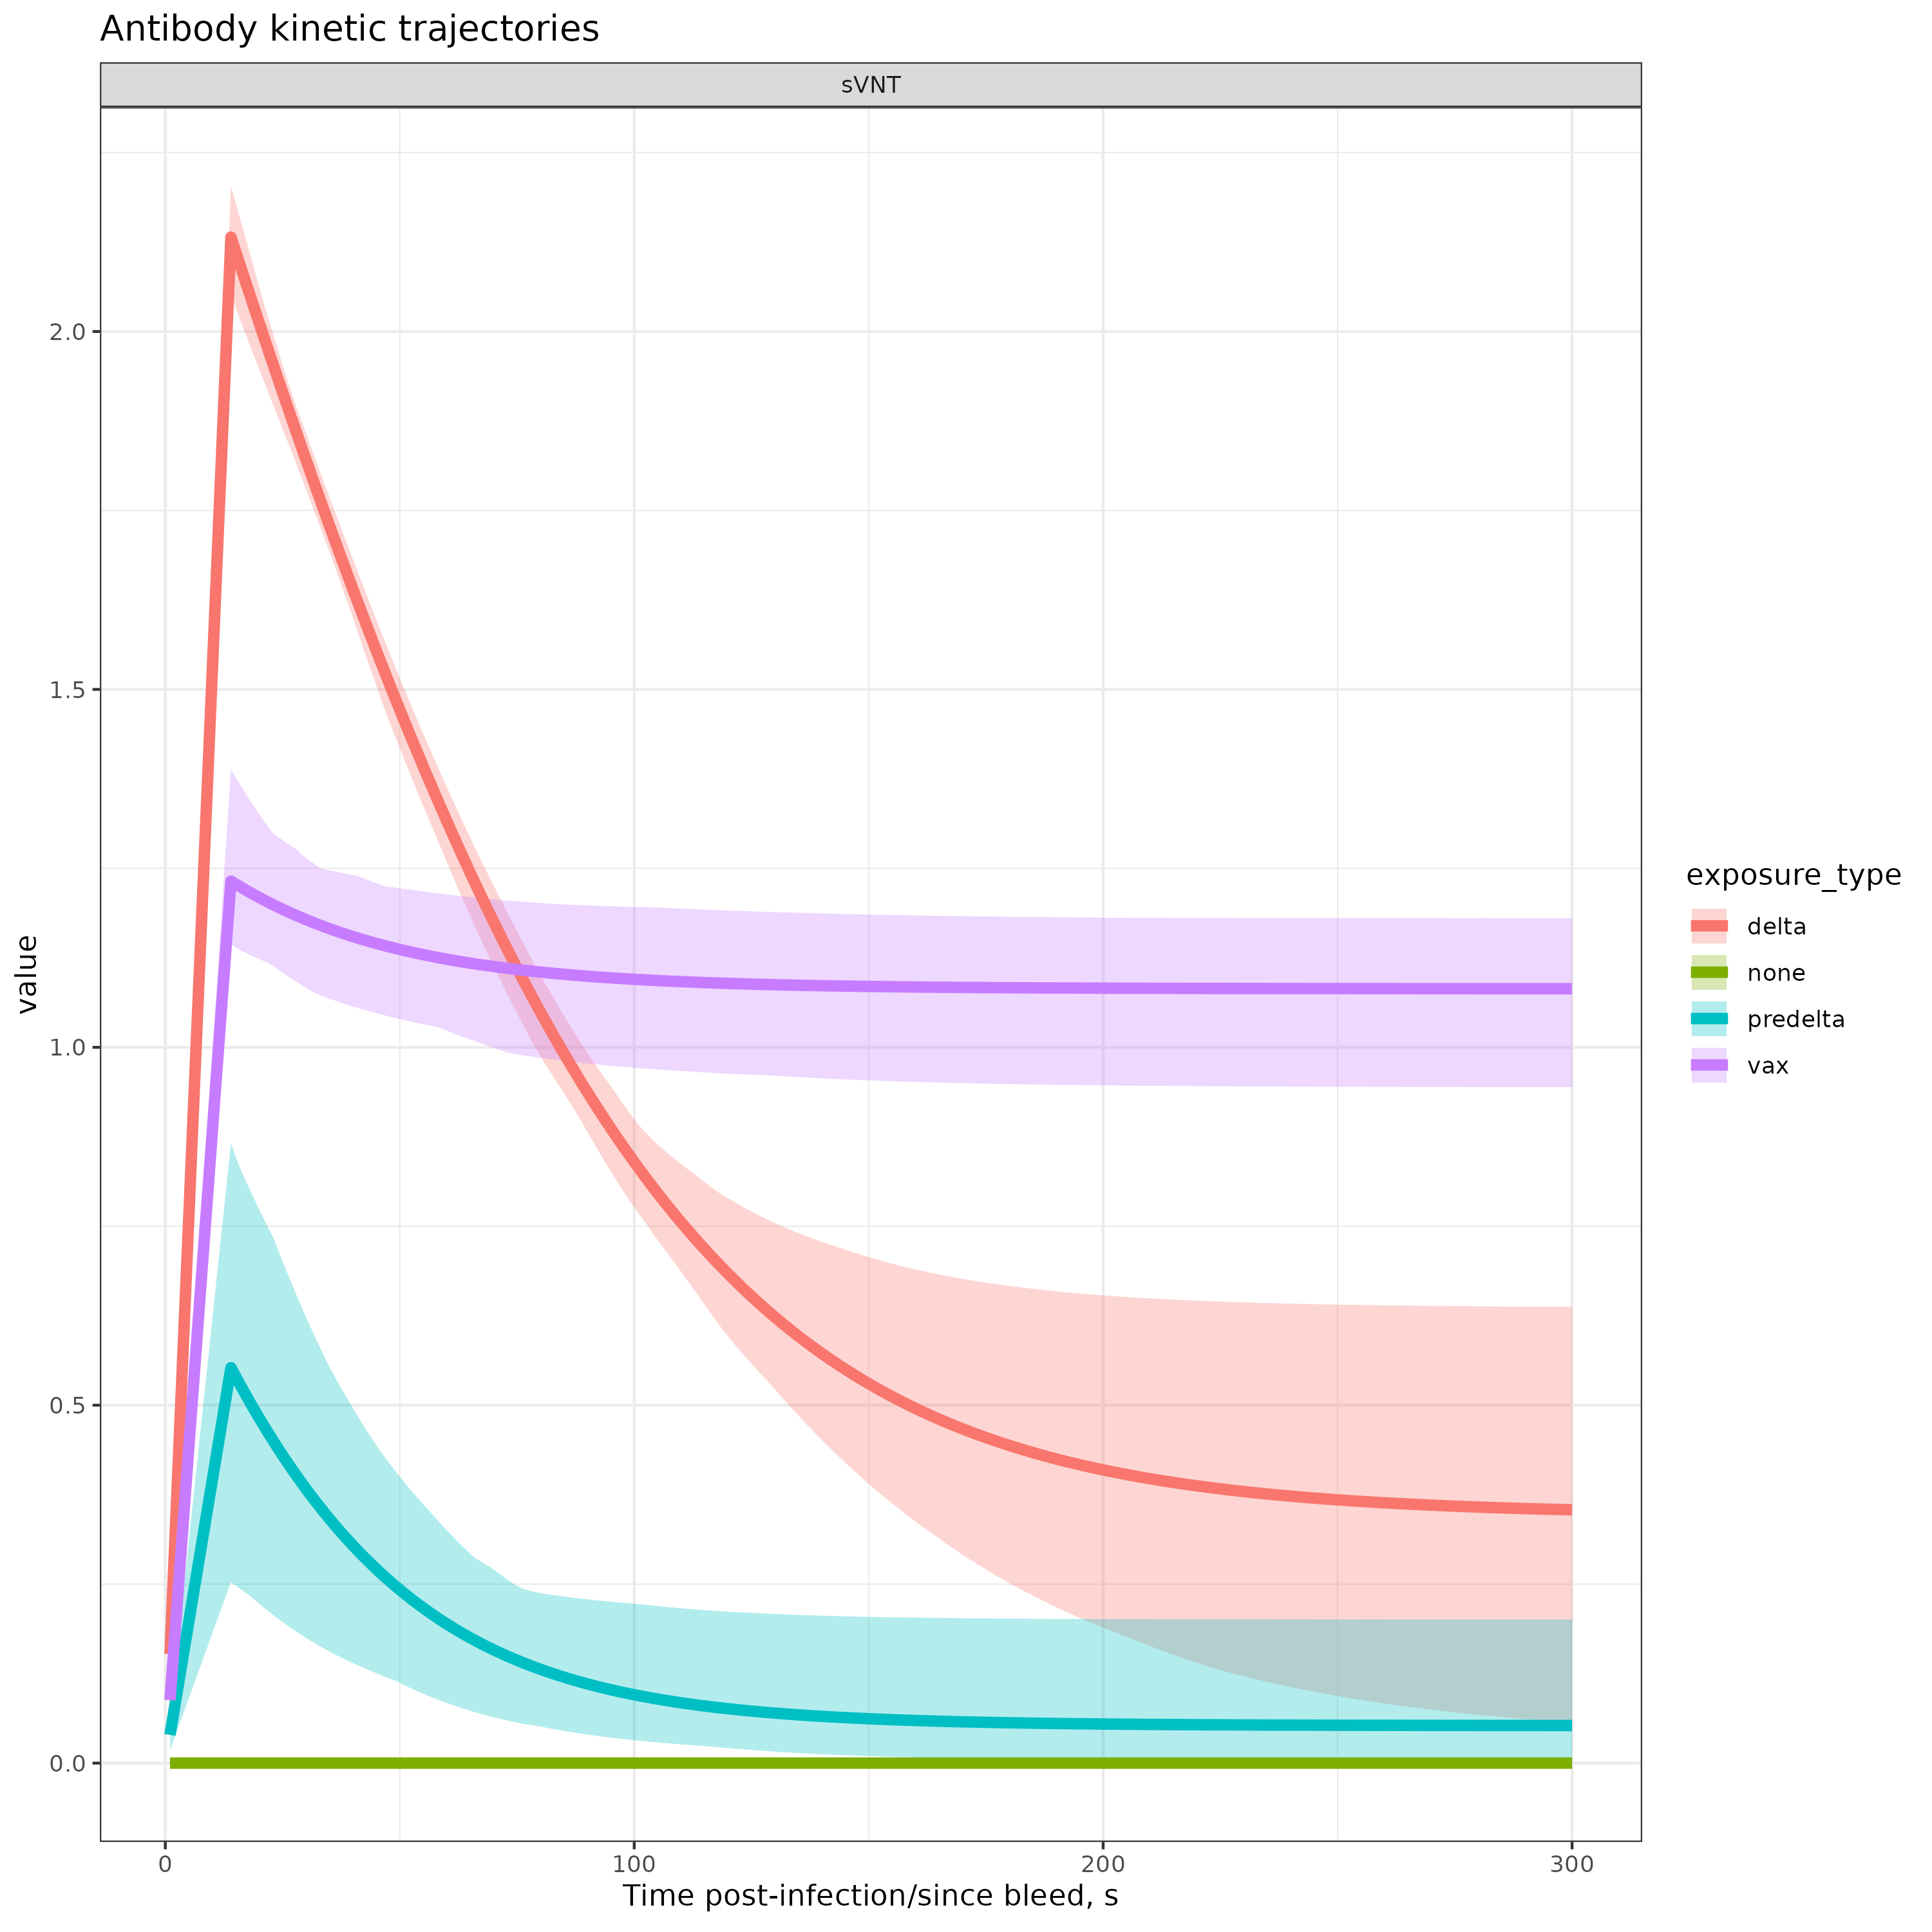 Antibody kinetic trajectories
sVNT
2.0
1.5
1.0
0.5
0.0
value
0
100
200
300
Time post-infection/since bleed, s
exposure_type
delta
none
predelta
vax